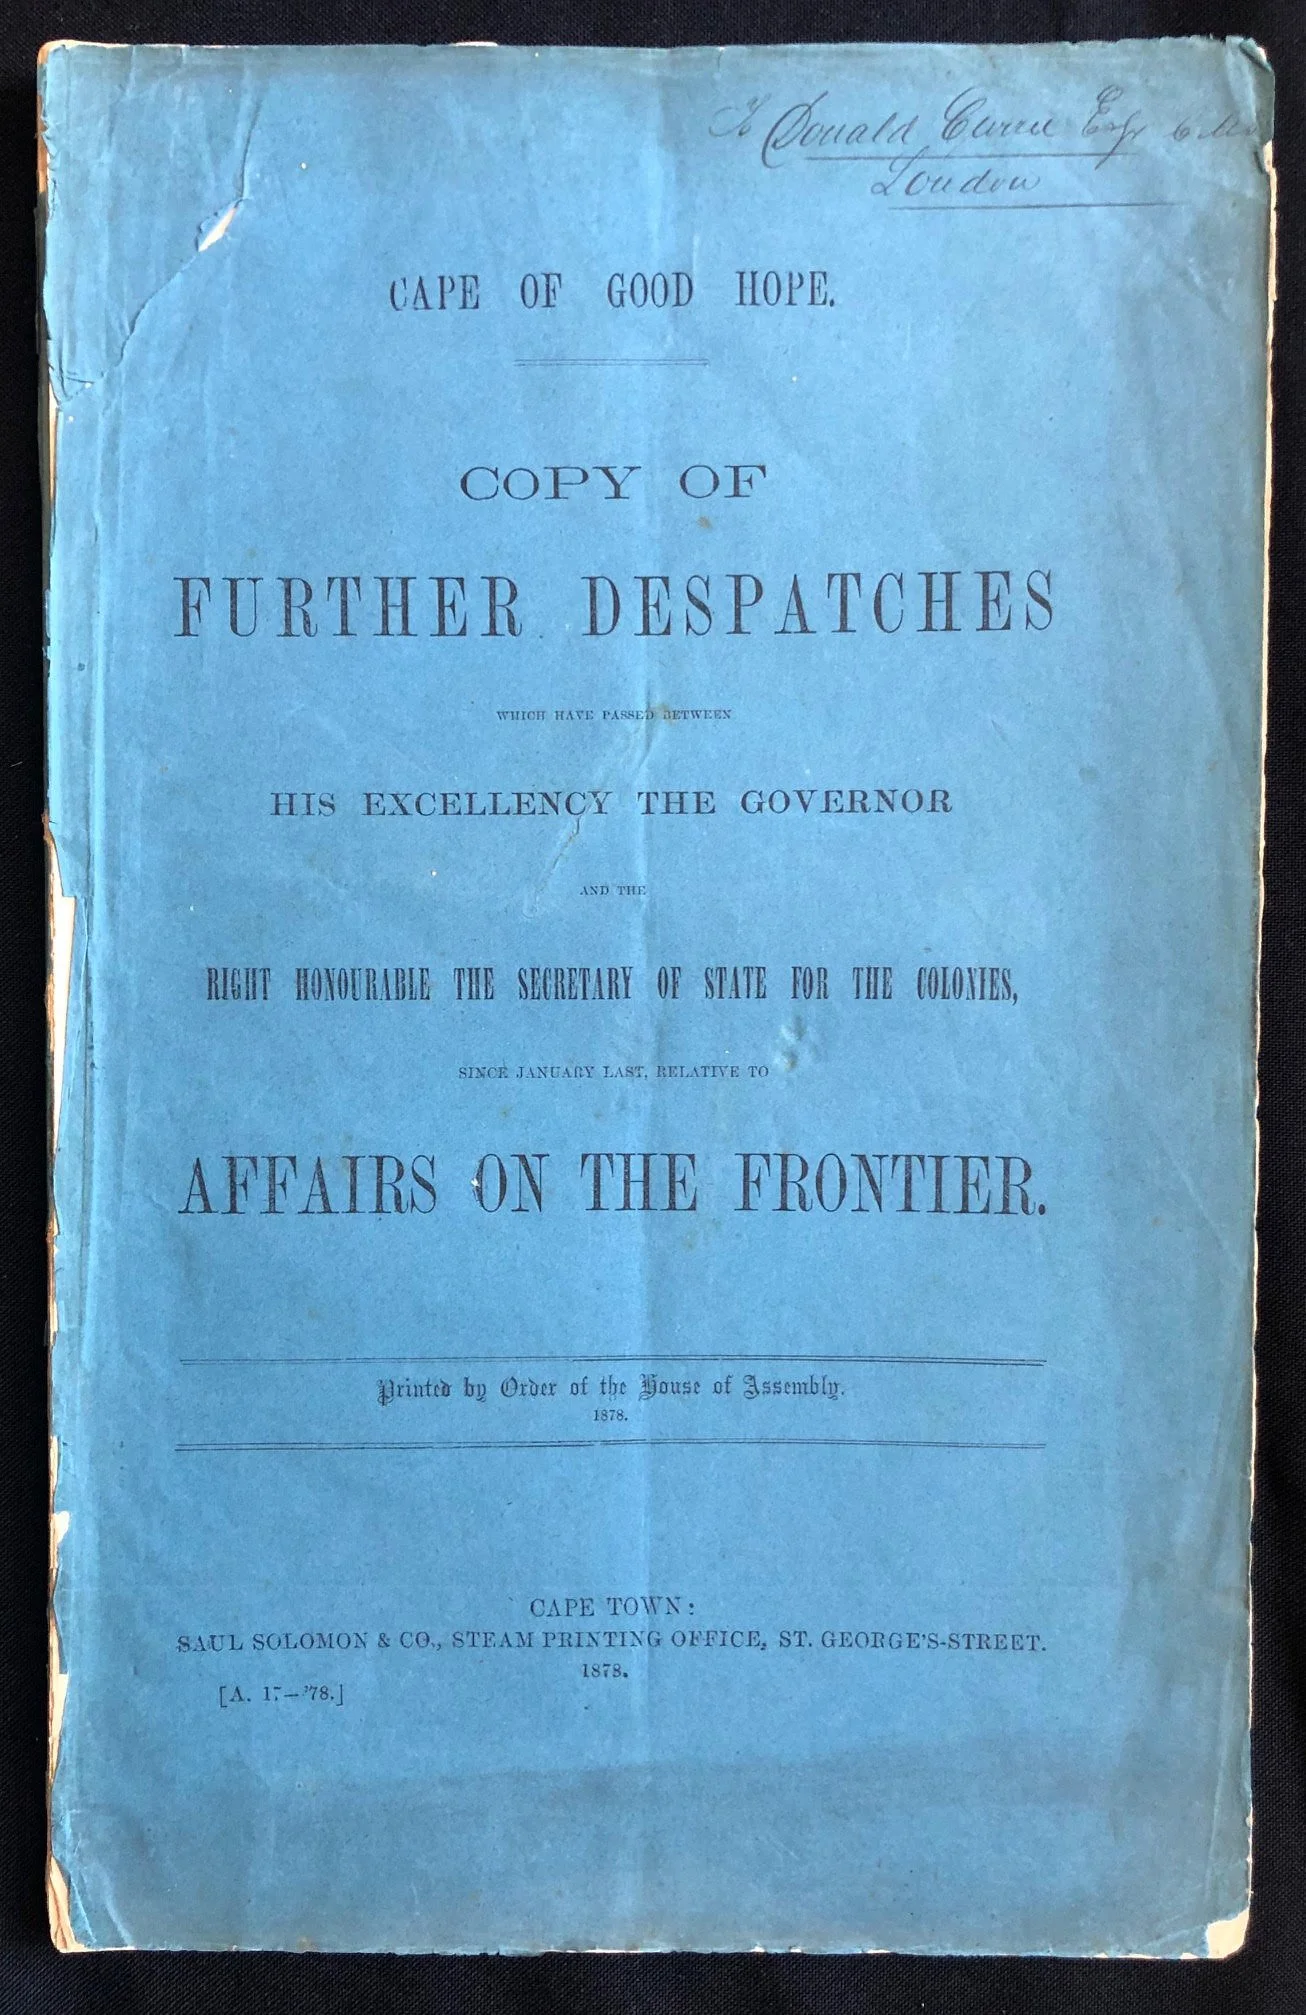 To Donald Currie Esqr C.M.G
London
CAPE OF GOOD HOPE.
COPY OF
FURTHER DESPATCHES
WHICH HAVE PASSED BETWEEN
HIS EXCELLENCY THE GOVERNOR
AND THE
RIGHT HONOURABLE THE SECRETARY OF STATE FOR THE COLONIES,
SINCE JANUARY LAST, RELATIVE TO
AFFAIRS ON THE FRONTIER.
Printed by Order of the House of Assembly.
1878.
CAPE TOWN:
SAUL SOLOMON & CO., STEAM PRINTING OFFICE, ST. GEORGE'S-STREET.
1878.
[A. 17—'78.]